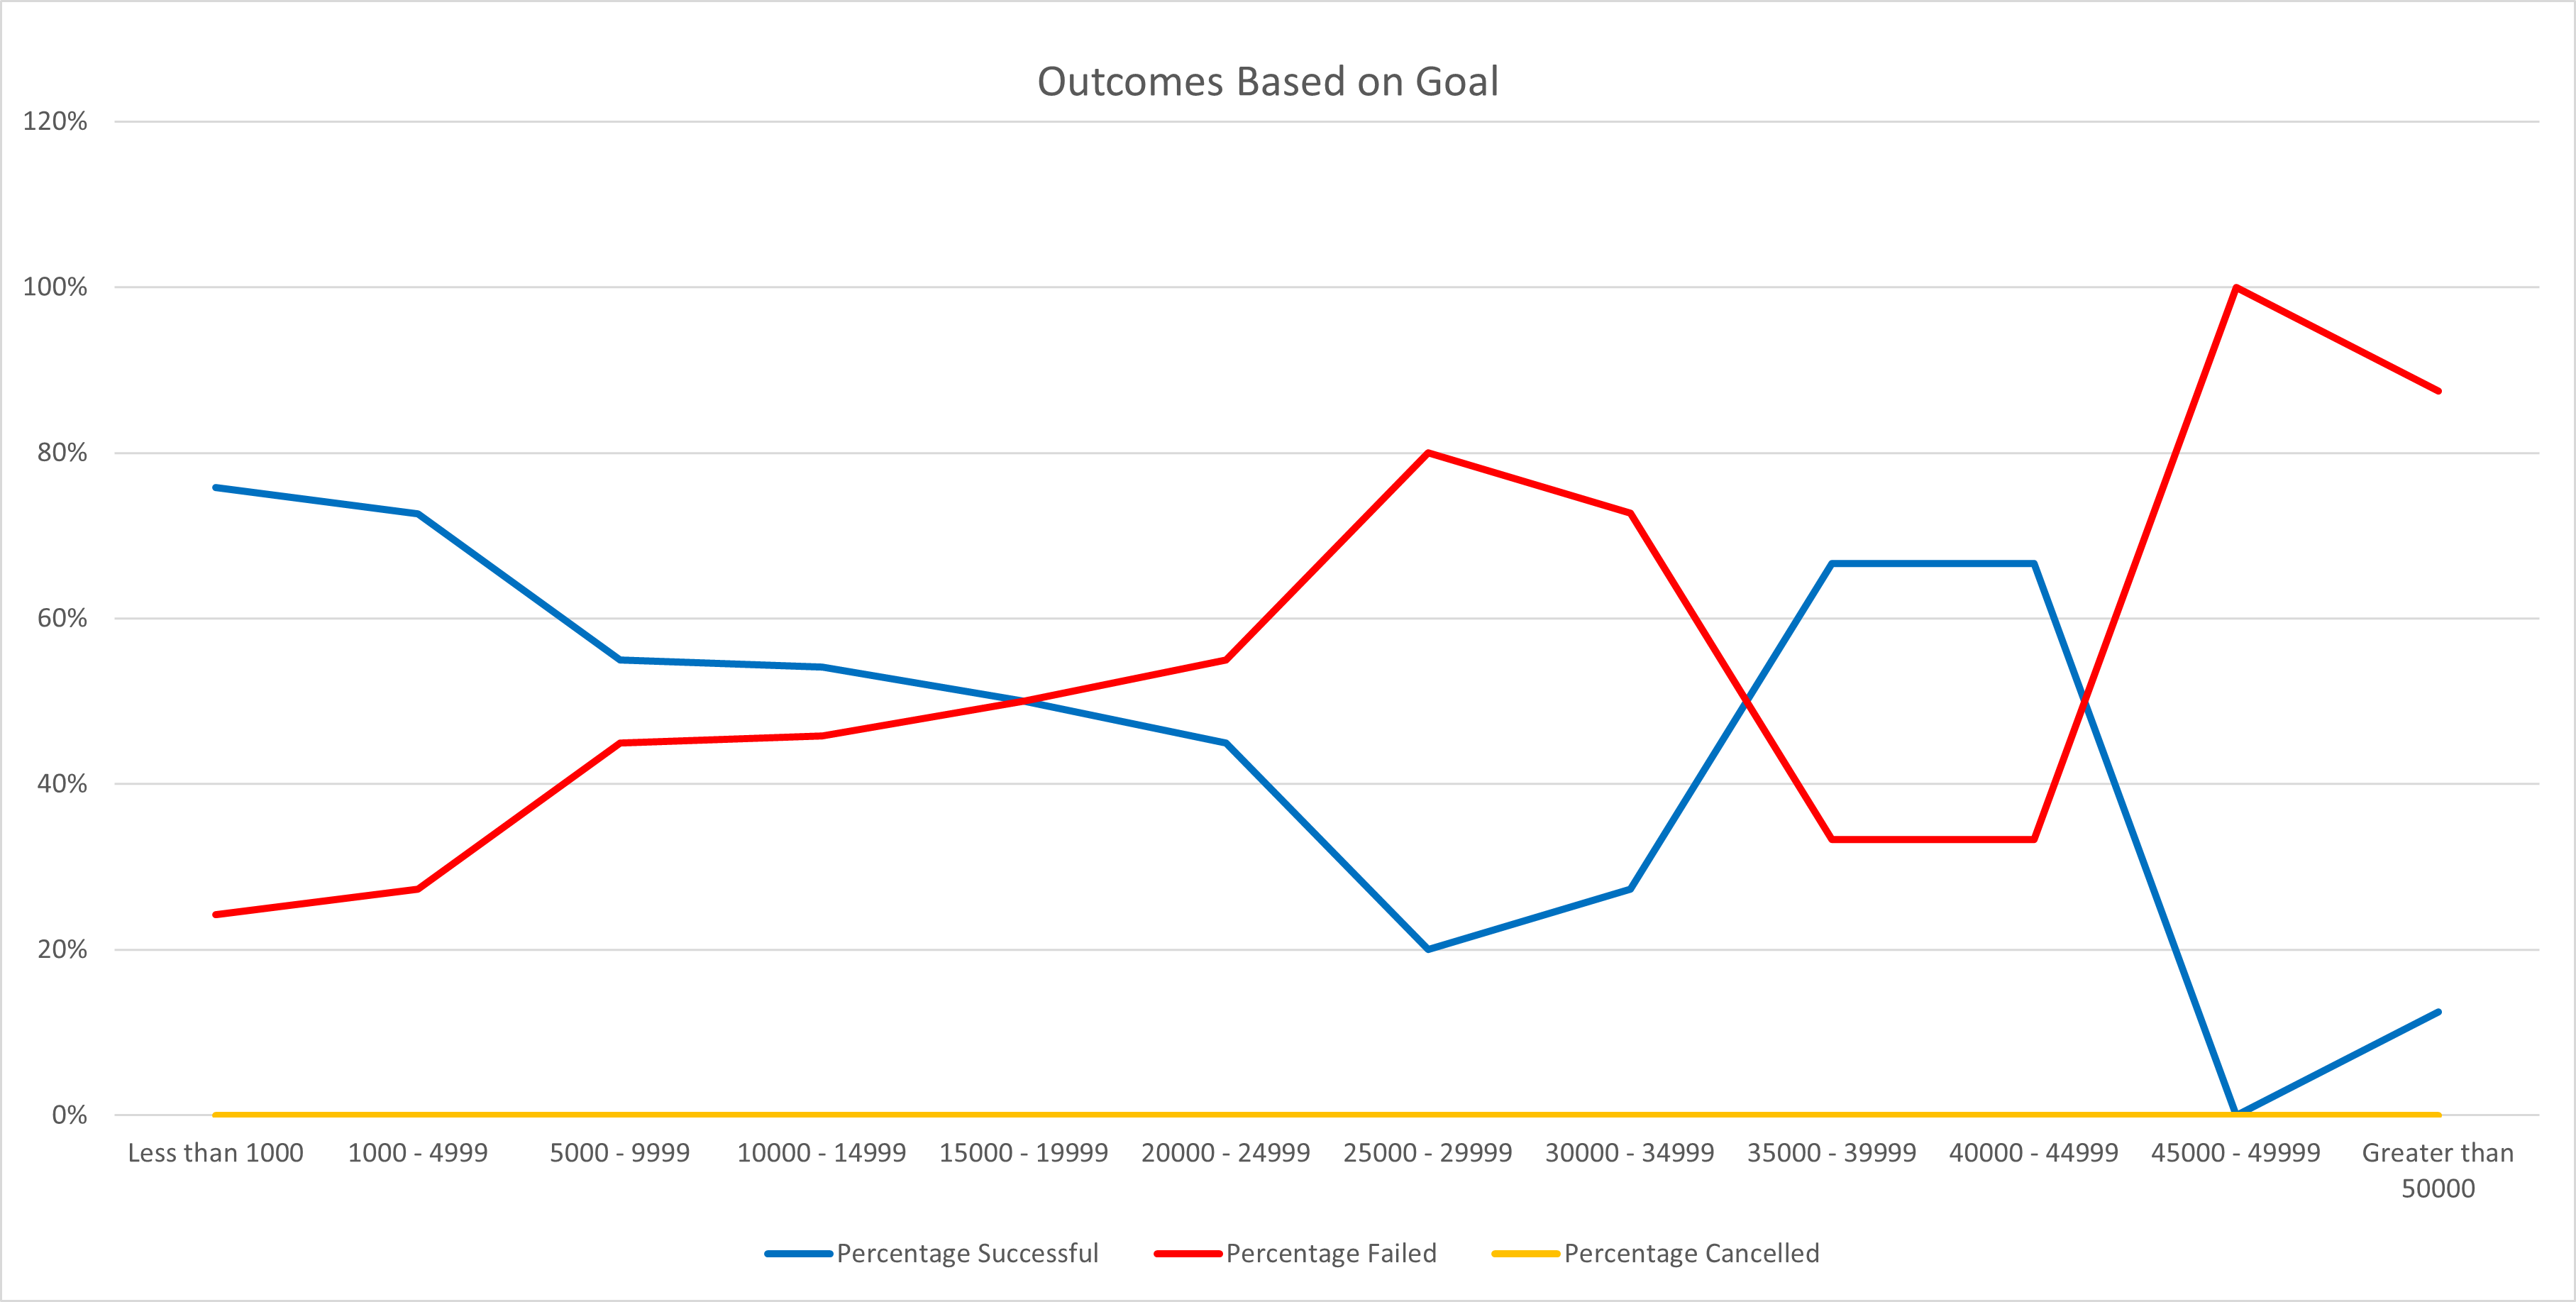 Outcomes Based on Goal
120%
100%
80%
60%
40%
20%
0%
Less than 1000
1000 - 4999
5000 - 9999
10000 - 14999
15000 - 19999
20000 - 24999
25000 - 29999
30000 - 34999
35000 - 39999
40000 - 44999
45000 - 49999
Greater than
50000
Percentage Successful
Percentage Failed
Percentage Cancelled